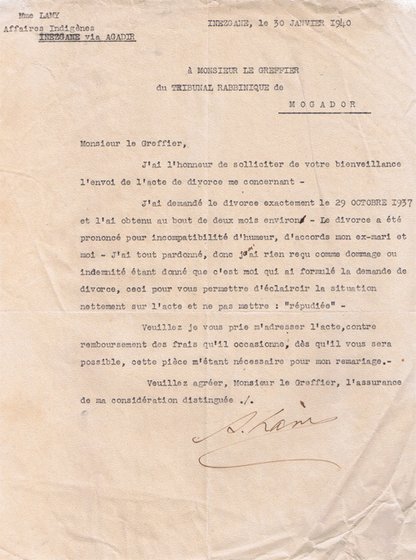 Mme LAMY
Affaires Indigènes
INEZGANE via AGADIR
INEZGANE, le 30 JANVIER 1940
à MONSIEUR LE GREFFIER
du TRIBUNAL RABBINIQUE de
MOGADOR
Monsieur le Greffier,
J'ai l'honneur de solliciter de votre bienveillance
l'envoi de l'acte de divorce me concernant -
J'ai demandé le divorce exactement le 29 OCTOBRE 1937
et l'ai obtenu au bout de deux mois environ - Le divorce a été
prononcé pour incompatibilité d'humeur, d'accords mon ex-mari et
moi - J'ai tout pardonné, donc je n'ai rien reçu comme dommage ou
indemnité étant donné que c'est moi qui ai formulé la demande de
divorce, ceci pour vous permettre d'éclaircir la situation
nettement sur l'acte et ne pas mettre : "répudiée" -
Veuillez je vous prie m'adresser l'acte,contre
remboursement des frais qu'il occasionne, dès qu'il vous sera
possible, cette pièce m'étant nécessaire pour mon remariage.-
Veuillez agréer, Monsieur le Greffier, l'assurance
de ma considération distinguée ./.